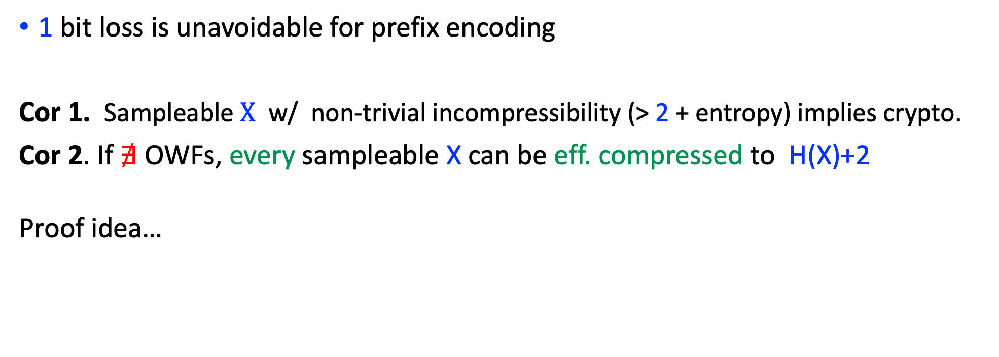 • 1 bit loss is unavoidable for prefix encoding
Cor 1. Sampleable X w/ non-trivial incompressibility (> 2 + entropy) implies crypto.
Cor 2. If ∄ OWFs, every sampleable X can be eff. compressed to H(X)+2
Proof idea...